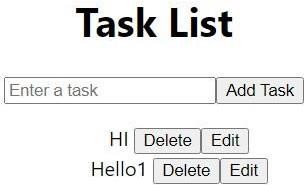 Task List
Enter a task Add Task
HI Delete Edit
Hello1 Delete Edit